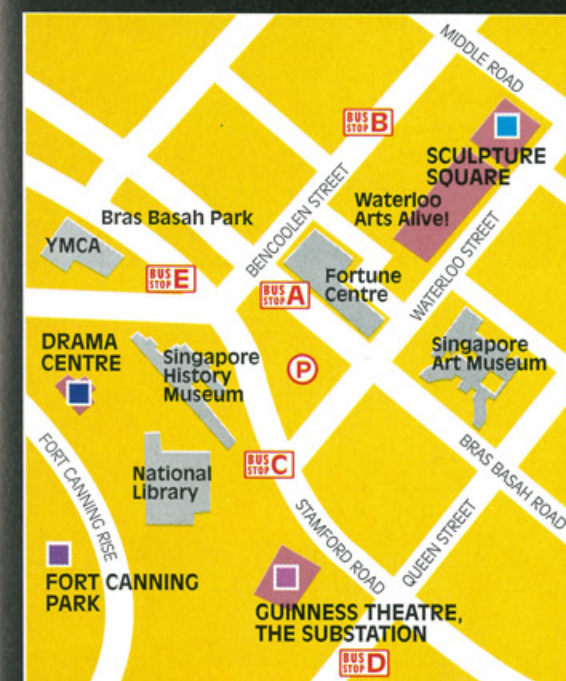 MIDDLE ROAD
BUS STOP B
SCULPTURE
SQUARE
BENCOOLEN STREET
Waterloo
Arts Alive!
Bras Basah Park
YMCA
WATERLOO STREET
BUS STOP E
BUS STOP A
Fortune
Centre
DRAMA
CENTRE
Singapore
History
Museum
P
Singapore
Art Museum
FORT CANNING RISE
National
Library
BUS STOP C
BRAS BASAH ROAD
STAMFORD ROAD
QUEEN STREET
FORT CANNING
PARK
GUINNESS THEATRE,
THE SUBSTATION
BUS STOP D